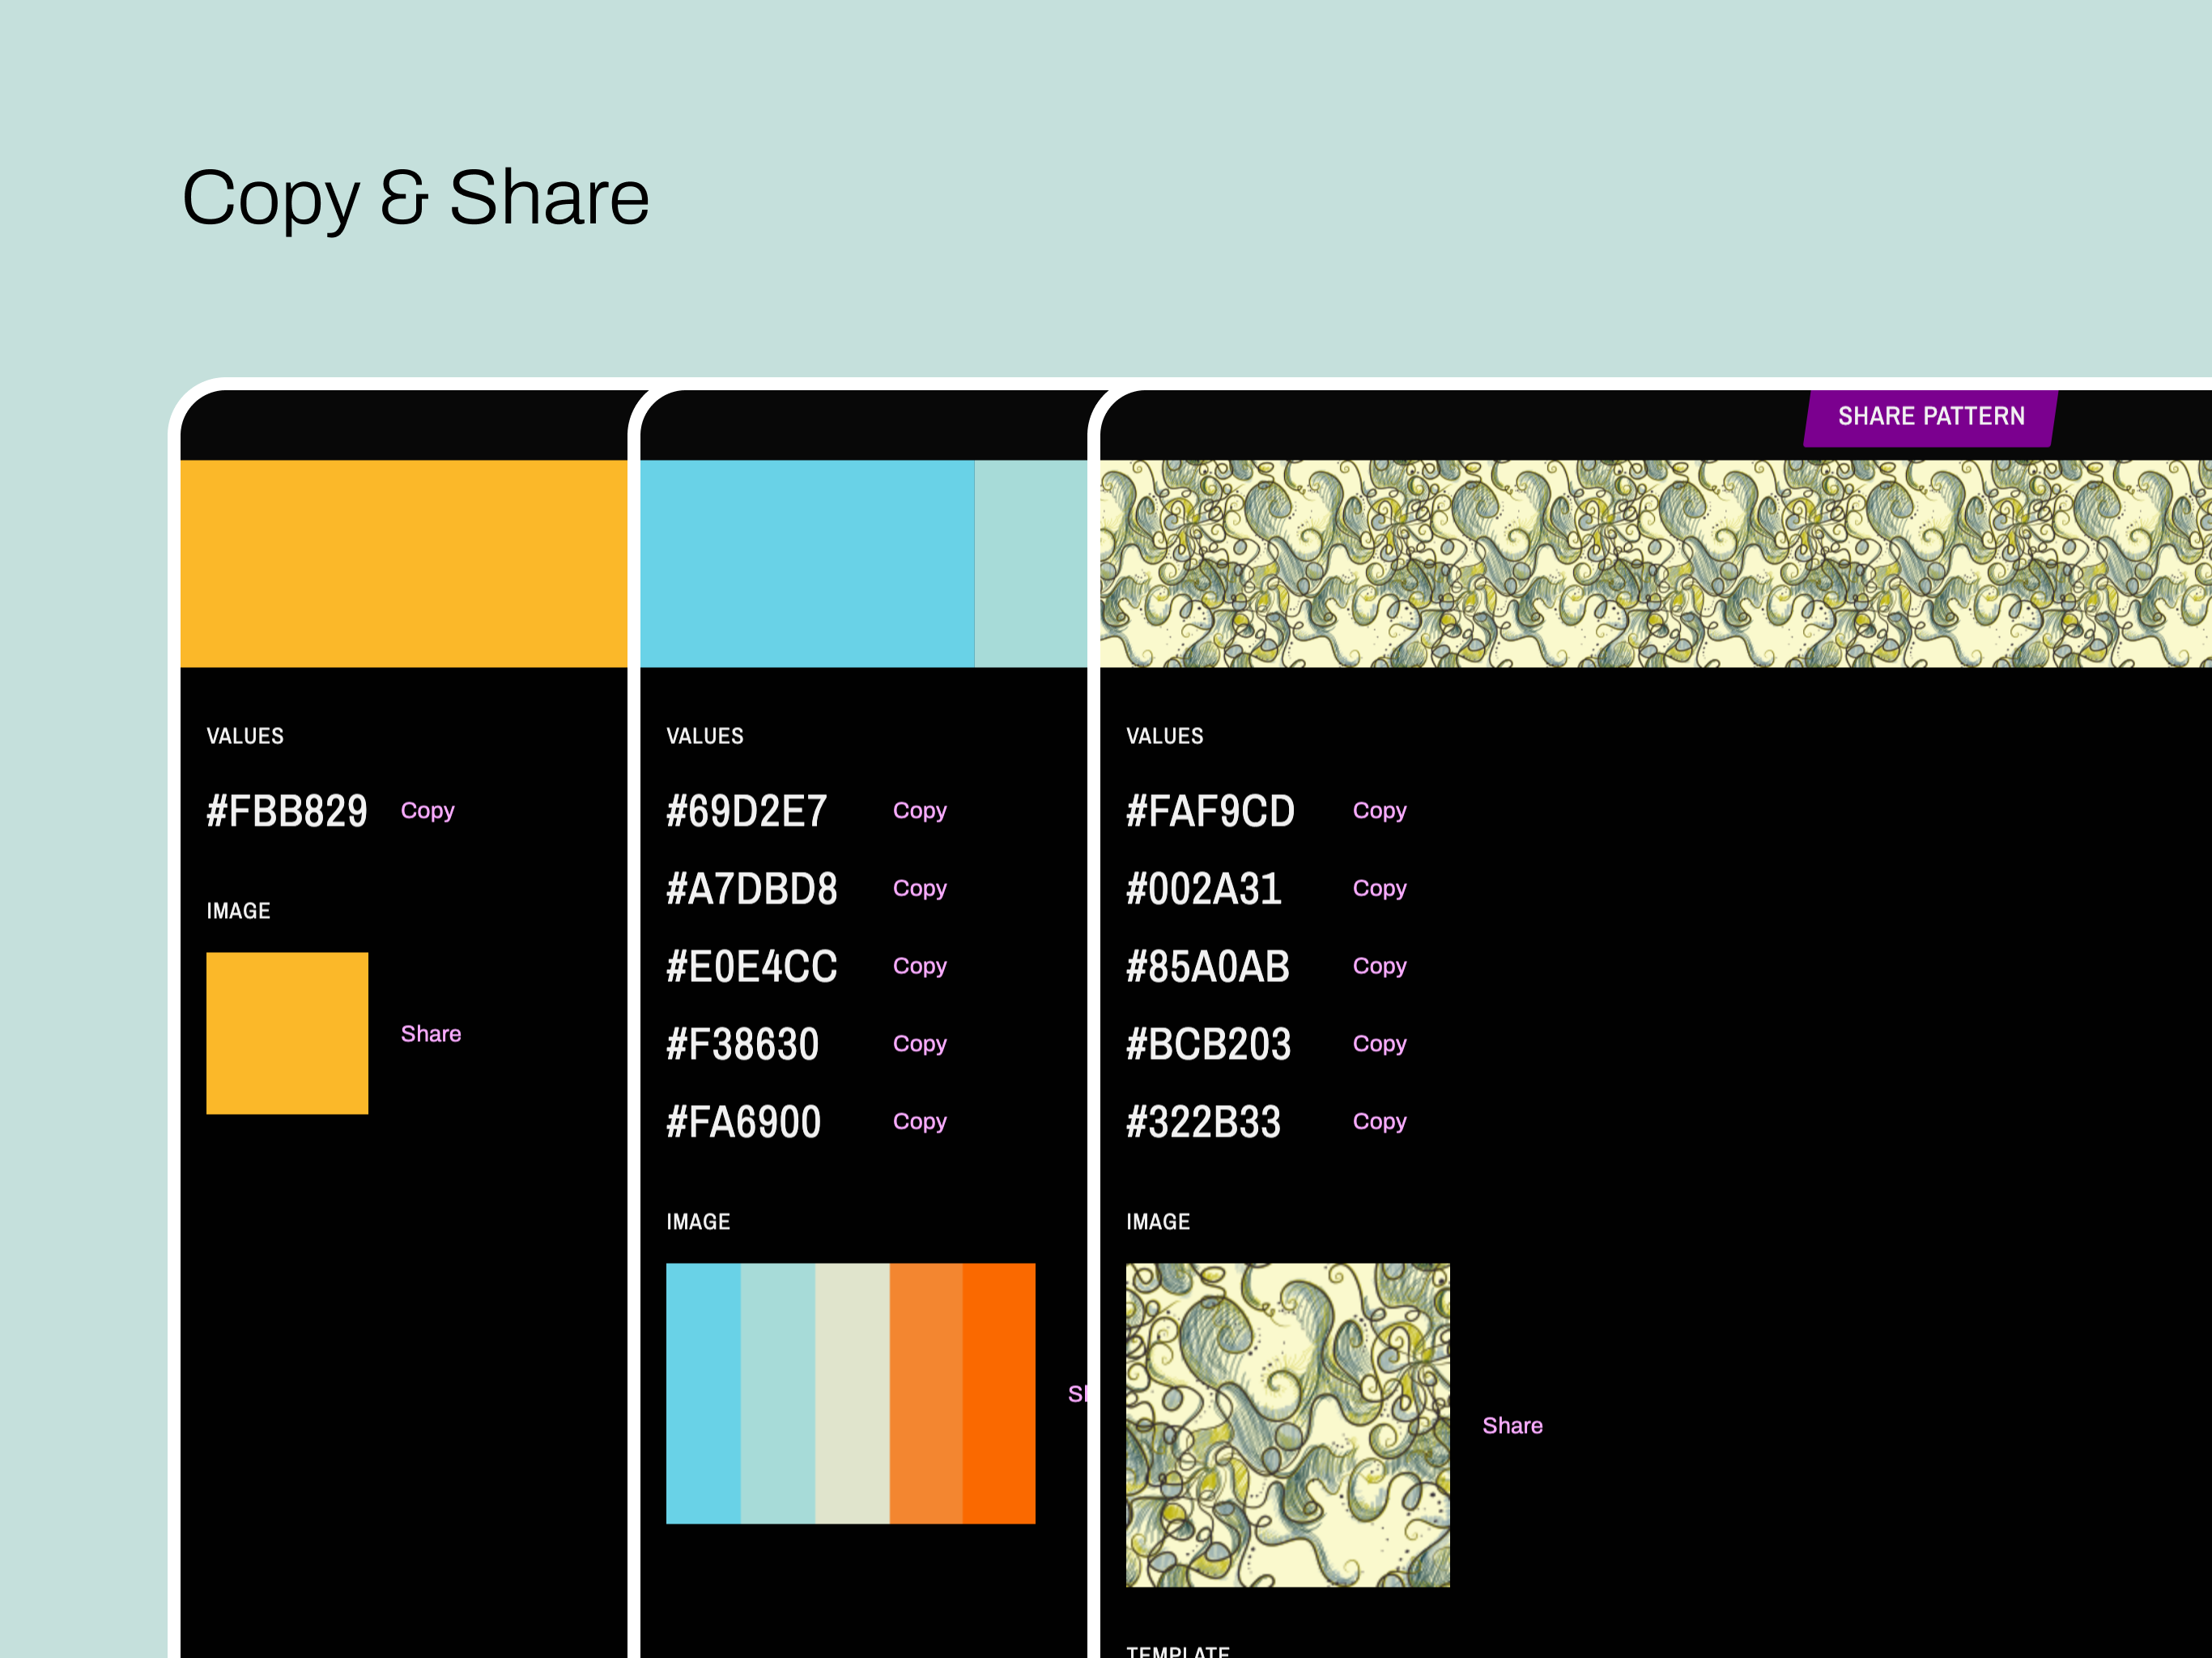 Copy & Share
VALUES
#FBB829 Copy
IMAGE
Share
VALUES
#69D2E7 Copy
#A7DBD8 Copy
#E0E4CC Copy
#F38630 Copy
#FA6900 Copy
IMAGE
SHARE PATTERN
VALUES
#FAF9CD Copy
#002A31 Copy
#85A0AB Copy
#BCB203 Copy
#322B33 Copy
IMAGE
Share
TEMPLATE